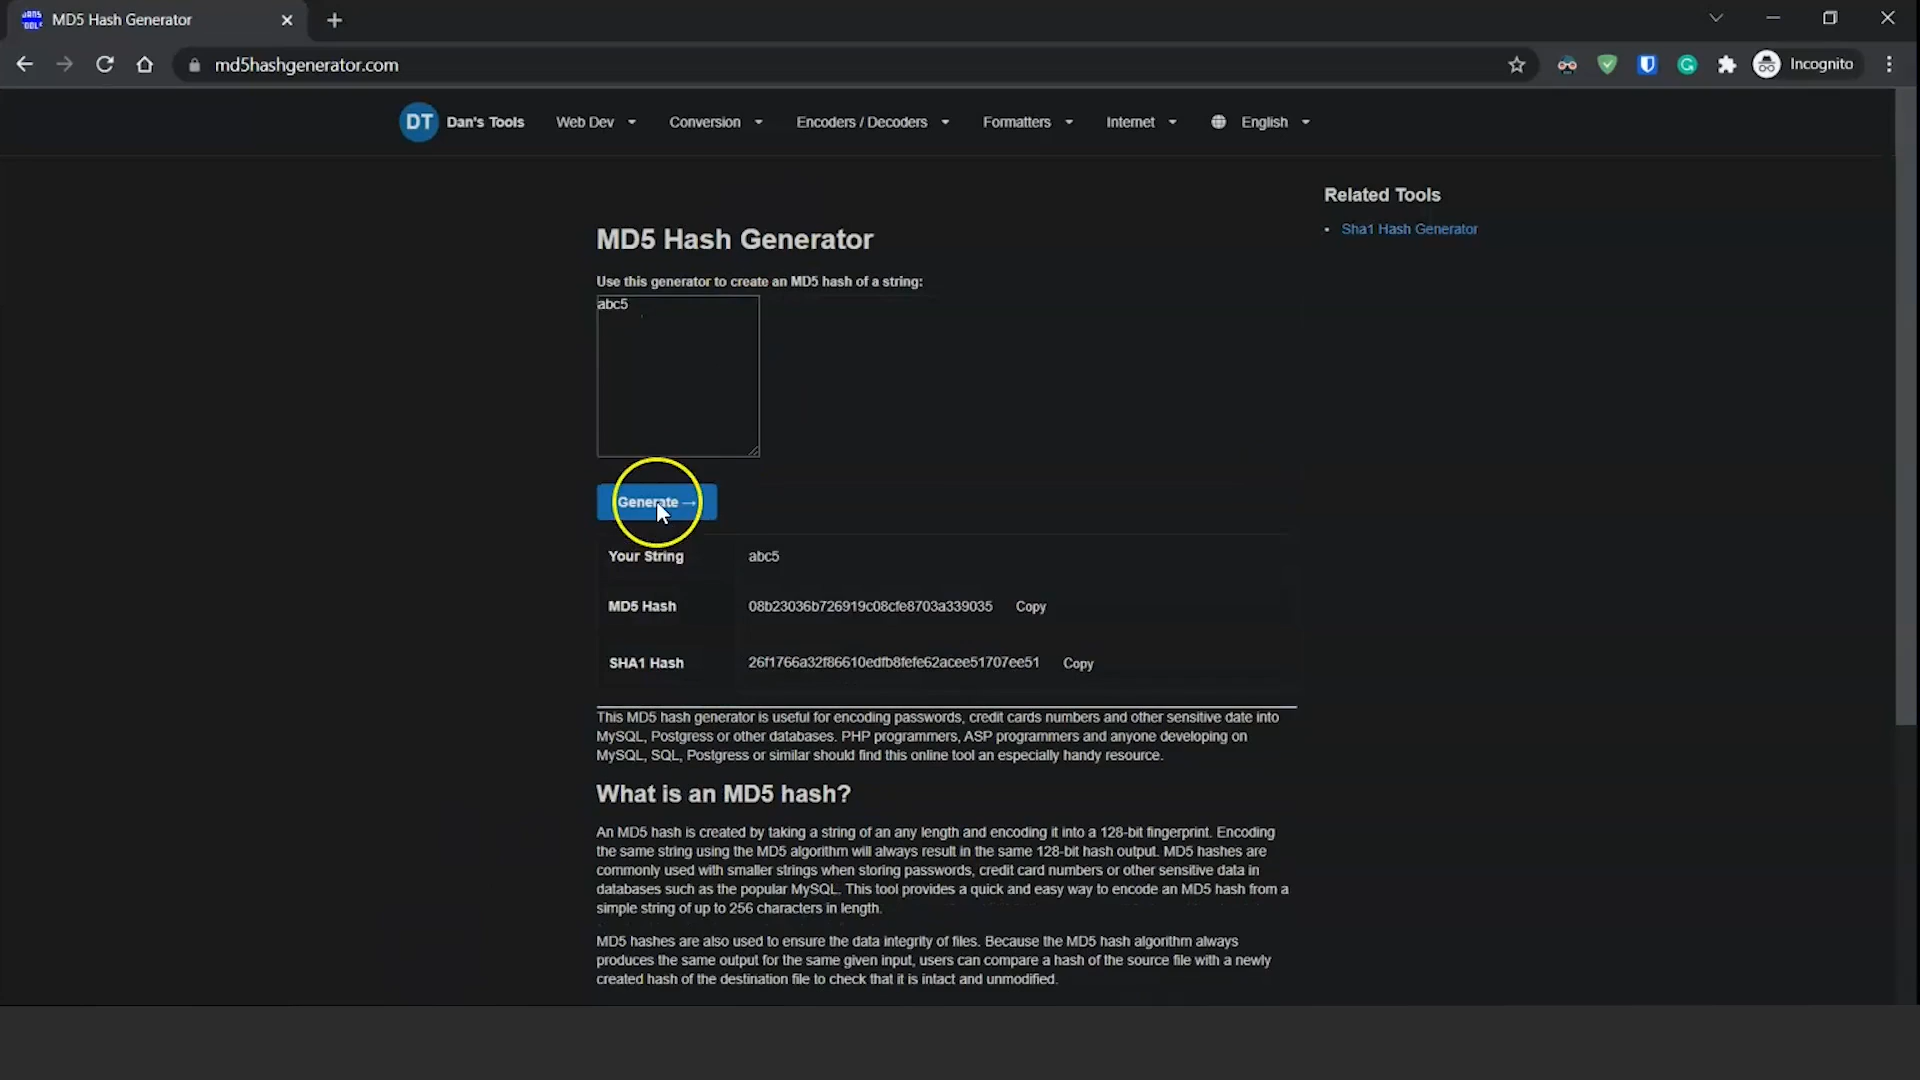 MD5 Hash Generator
md5hashgenerator.com
Incognito
DT Dan's Tools Web Dev Conversion Encoders / Decoders Formatters Internet English
Related Tools
• Sha1 Hash Generator
MD5 Hash Generator
Use this generator to create an MD5 hash of a string:
abc5
Generate →
Your String abc5
MD5 Hash 08b23036b726919c08cfe8703a339035 Copy
SHA1 Hash 26f1766a32f86610edfb8fefe62acee51707ee51 Copy
This MD5 hash generator is useful for encoding passwords, credit cards numbers and other sensitive date into
MySQL, Postgress or other databases. PHP programmers, ASP programmers and anyone developing on
MySQL, SQL, Postgress or similar should find this online tool an especially handy resource.
What is an MD5 hash?
An MD5 hash is created by taking a string of an any length and encoding it into a 128-bit fingerprint. Encoding
the same string using the MD5 algorithm will always result in the same 128-bit hash output. MD5 hashes are
commonly used with smaller strings when storing passwords, credit card numbers or other sensitive data in
databases such as the popular MySQL. This tool provides a quick and easy way to encode an MD5 hash from a
simple string of up to 256 characters in length.
MD5 hashes are also used to ensure the data integrity of files. Because the MD5 hash algorithm always
produces the same output for the same given input, users can compare a hash of the source file with a newly
created hash of the destination file to check that it is intact and unmodified.